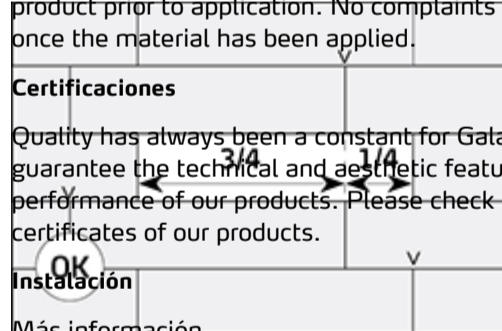 product prior to application. No complaints
once the material has been applied.
Certificaciones
Quality has always been a constant for Gala
3/4 1/4
guarantee the technical and aesthetic featu
performance of our products. Please check
certificates of our products.
OK
Instalación
Más información